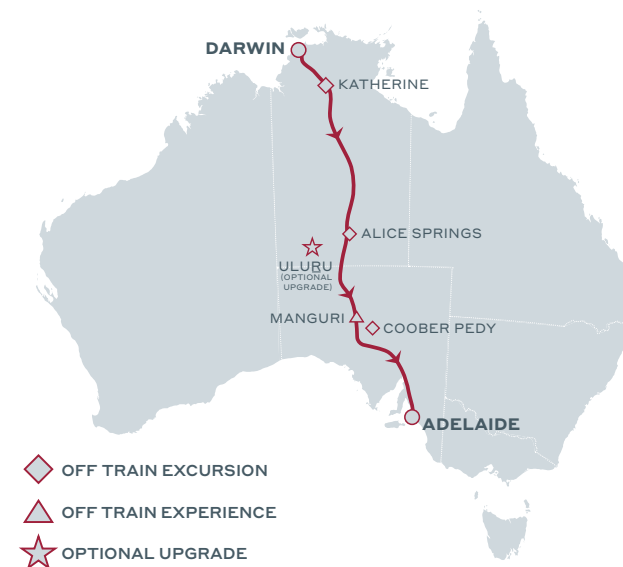 DARWIN
KATHERINE
ALICE SPRINGS
ULURU
(OPTIONAL
UPGRADE)
MANGURI
COOBER PEDY
ADELAIDE
OFF TRAIN EXCURSION
OFF TRAIN EXPERIENCE
OPTIONAL UPGRADE